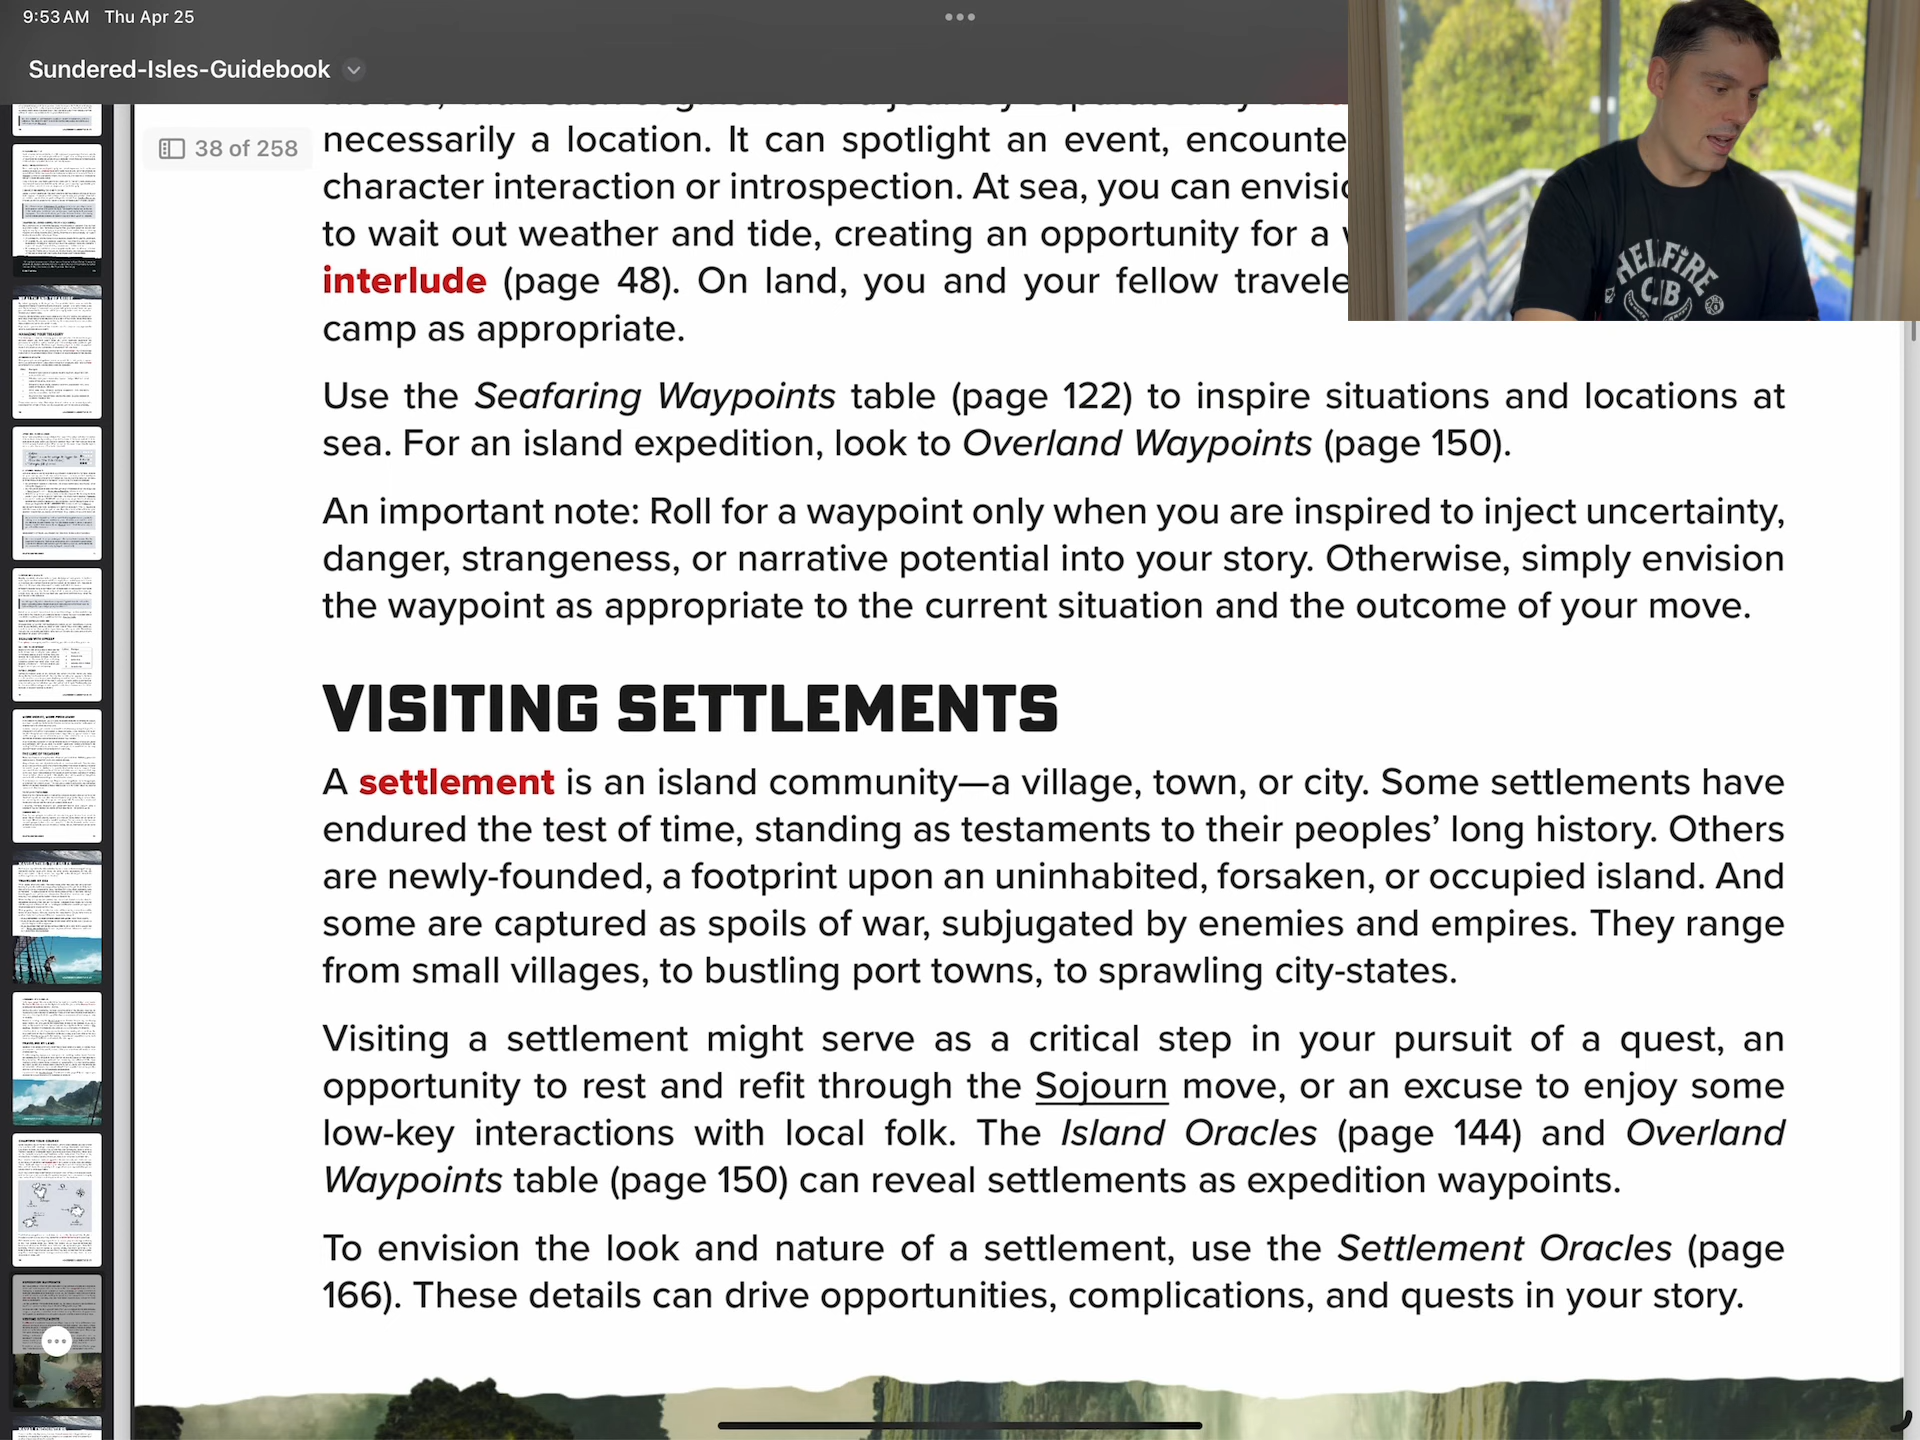 9:53 AM Thu Apr 25
Sundered-Isles-Guidebook
38 of 258
necessarily a location. It can spotlight an event, encounte
character interaction or introspection. At sea, you can envisi
to wait out weather and tide, creating an opportunity for a
interlude (page 48). On land, you and your fellow travele
camp as appropriate.
Use the Seafaring Waypoints table (page 122) to inspire situations and locations at
sea. For an island expedition, look to Overland Waypoints (page 150).
An important note: Roll for a waypoint only when you are inspired to inject uncertainty,
danger, strangeness, or narrative potential into your story. Otherwise, simply envision
the waypoint as appropriate to the current situation and the outcome of your move.
VISITING SETTLEMENTS
A settlement is an island community—a village, town, or city. Some settlements have
endured the test of time, standing as testaments to their peoples’ long history. Others
are newly-founded, a footprint upon an uninhabited, forsaken, or occupied island. And
some are captured as spoils of war, subjugated by enemies and empires. They range
from small villages, to bustling port towns, to sprawling city-states.
Visiting a settlement might serve as a critical step in your pursuit of a quest, an
opportunity to rest and refit through the Sojourn move, or an excuse to enjoy some
low-key interactions with local folk. The Island Oracles (page 144) and Overland
Waypoints table (page 150) can reveal settlements as expedition waypoints.
To envision the look and nature of a settlement, use the Settlement Oracles (page
166). These details can drive opportunities, complications, and quests in your story.
HELLFIRE
CLUB